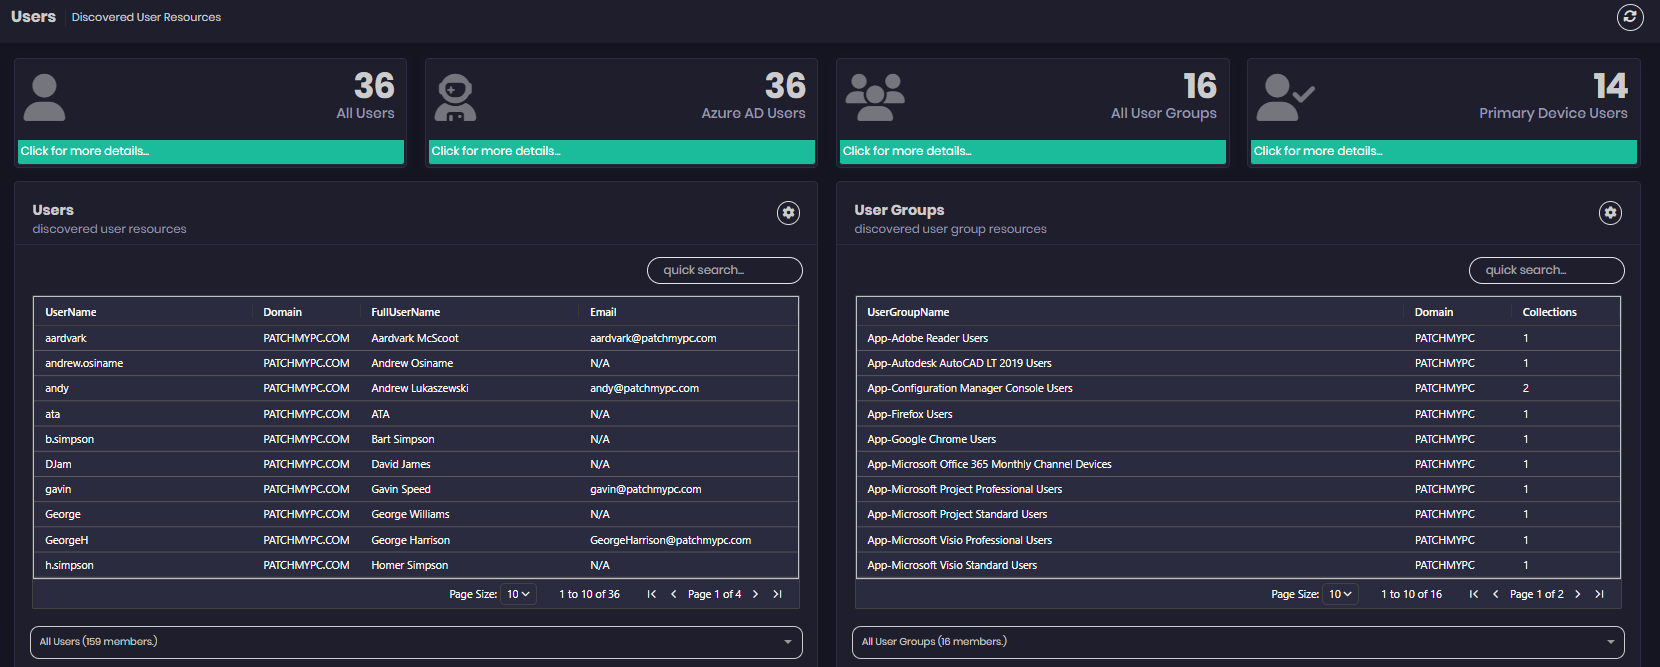 Users Discovered User Resources
36
All Users
Click for more details...
36
Azure AD Users
Click for more details...
16
All User Groups
Click for more details...
14
Primary Device Users
Click for more details...
Users
discovered user resources
quick search...
UserName Domain FullUserName Email
aardvark PATCHMYPC.COM Aardvark McScoot aardvark@patchmypc.com
andrew.osiname PATCHMYPC.COM Andrew Osiname N/A
andy PATCHMYPC.COM Andrew Lukaszewski andy@patchmypc.com
ata PATCHMYPC.COM ATA N/A
b.simpson PATCHMYPC.COM Bart Simpson N/A
DJam PATCHMYPC.COM David James N/A
gavin PATCHMYPC.COM Gavin Speed gavin@patchmypc.com
George PATCHMYPC.COM George Williams N/A
GeorgeH PATCHMYPC.COM George Harrison GeorgeHarrison@patchmypc.com
h.simpson PATCHMYPC.COM Homer Simpson N/A
Page Size: 10 1 to 10 of 36 Page 1 of 4
All Users (159 members.)
User Groups
discovered user group resources
quick search...
UserGroupName Domain Collections
App-Adobe Reader Users PATCHMYPC 1
App-Autodesk AutoCAD LT 2019 Users PATCHMYPC 1
App-Configuration Manager Console Users PATCHMYPC 2
App-Firefox Users PATCHMYPC 1
App-Google Chrome Users PATCHMYPC 1
App-Microsoft Office 365 Monthly Channel Devices PATCHMYPC 1
App-Microsoft Project Professional Users PATCHMYPC 1
App-Microsoft Project Standard Users PATCHMYPC 1
App-Microsoft Visio Professional Users PATCHMYPC 1
App-Microsoft Visio Standard Users PATCHMYPC 1
Page Size: 10 1 to 10 of 16 Page 1 of 2
All User Groups (16 members.)